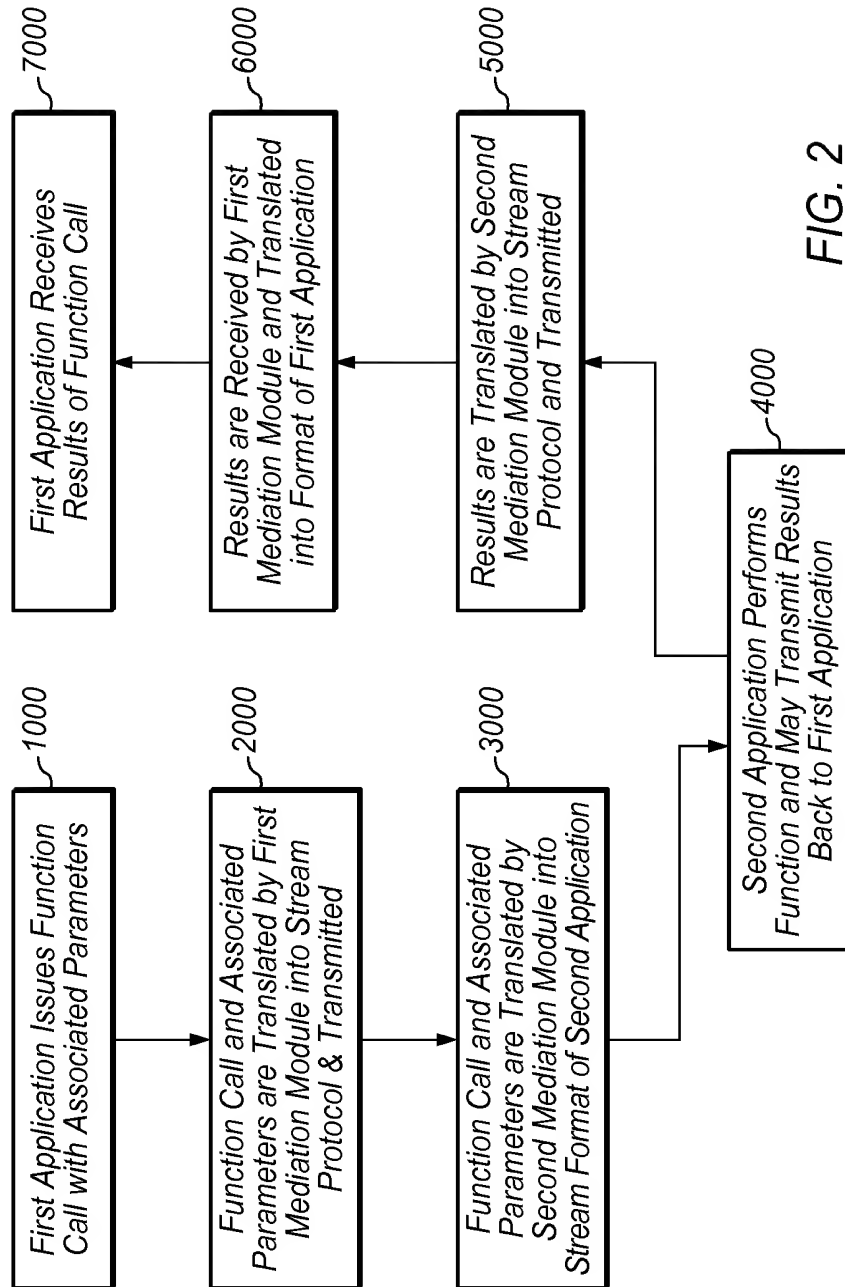 1000
First Application Issues Function
Call with Associated Parameters
2000
Function Call and Associated
Parameters are Translated by First
Mediation Module into Stream
Protocol & Transmitted
3000
Function Call and Associated
Parameters are Translated by
Second Mediation Module into
Stream Format of Second Application
4000
Second Application Performs
Function and May Transmit Results
Back to First Application
5000
Results are Translated by Second
Mediation Module into Stream
Protocol and Transmitted
6000
Results are Received by First
Mediation Module and Translated
into Format of First Application
7000
First Application Receives
Results of Function Call
FIG. 2